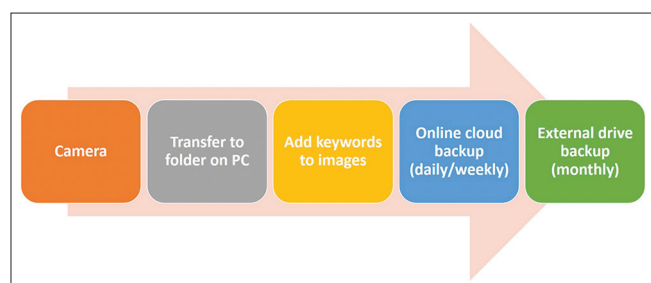 Camera
Transfer to
folder on PC
Add keywords
to images
Online cloud
backup
(daily/weekly)
External drive
backup
(monthly)